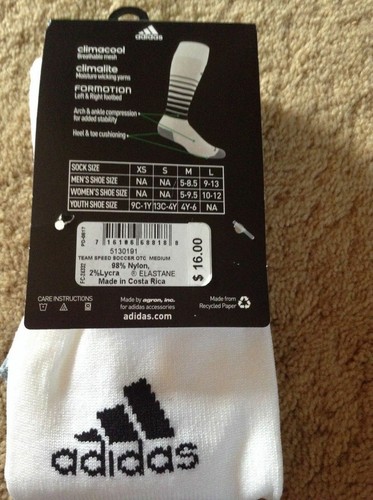 adidas
climacool
Breathable mesh
climalite
Moisture wicking yarns
FORMOTION
Left & Right footbed
Arch & ankle compression
for added stability
Heel & toe cushioning
SOCK SIZE XS S M L
MEN'S SHOE SIZE NA NA 5-8.5 9-13
WOMEN'S SHOE SIZE NA NA 5-9.5 10-12
YOUTH SHOE SIZE 9C-1Y 13C-4Y 4Y-6 NA
5130191
TEAM SPEED SOCCER OTC MEDIUM
98% Nylon,
2%Lycra ® ELASTANE
Made in Costa Rica
$ 16.00
CARE INSTRUCTIONS
Made by agron, inc.
for adidas accessories
adidas.com
Made from
Recycled Paper
adidas